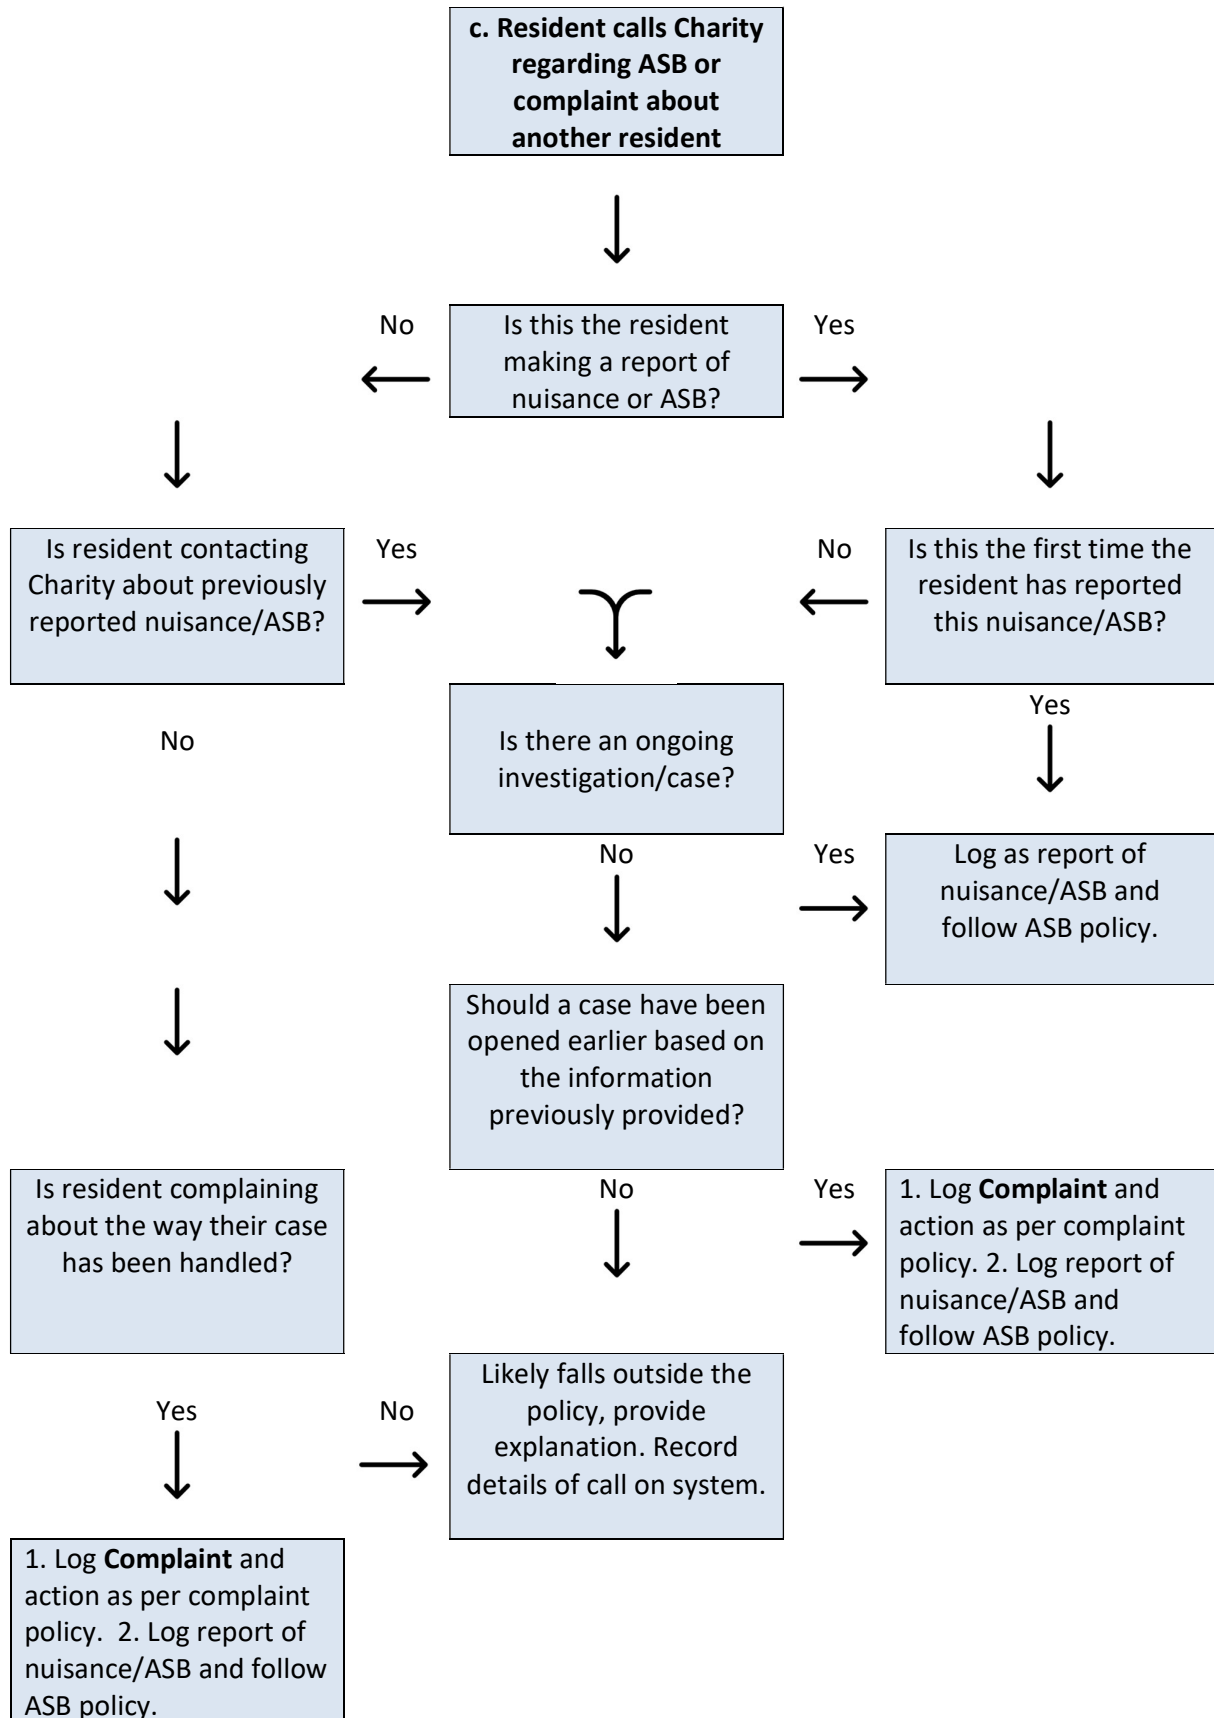 c. Resident calls Charity
regarding ASB or
complaint about
another resident
No
Is this the resident
making a report of
nuisance or ASB?
Yes
Is resident contacting
Charity about previously
reported nuisance/ASB?
Yes
No
Is this the first time the
resident has reported
this nuisance/ASB?
Yes
No
Is there an ongoing
investigation/case?
No
Yes
Log as report of
nuisance/ASB and
follow ASB policy.
Should a case have been
opened earlier based on
the information
previously provided?
Is resident complaining
about the way their case
has been handled?
No
Yes
1. Log Complaint and
action as per complaint
policy. 2. Log report of
nuisance/ASB and
follow ASB policy.
Yes
No
Likely falls outside the
policy, provide
explanation. Record
details of call on system.
1. Log Complaint and
action as per complaint
policy.  2. Log report of
nuisance/ASB and follow
ASB policy.